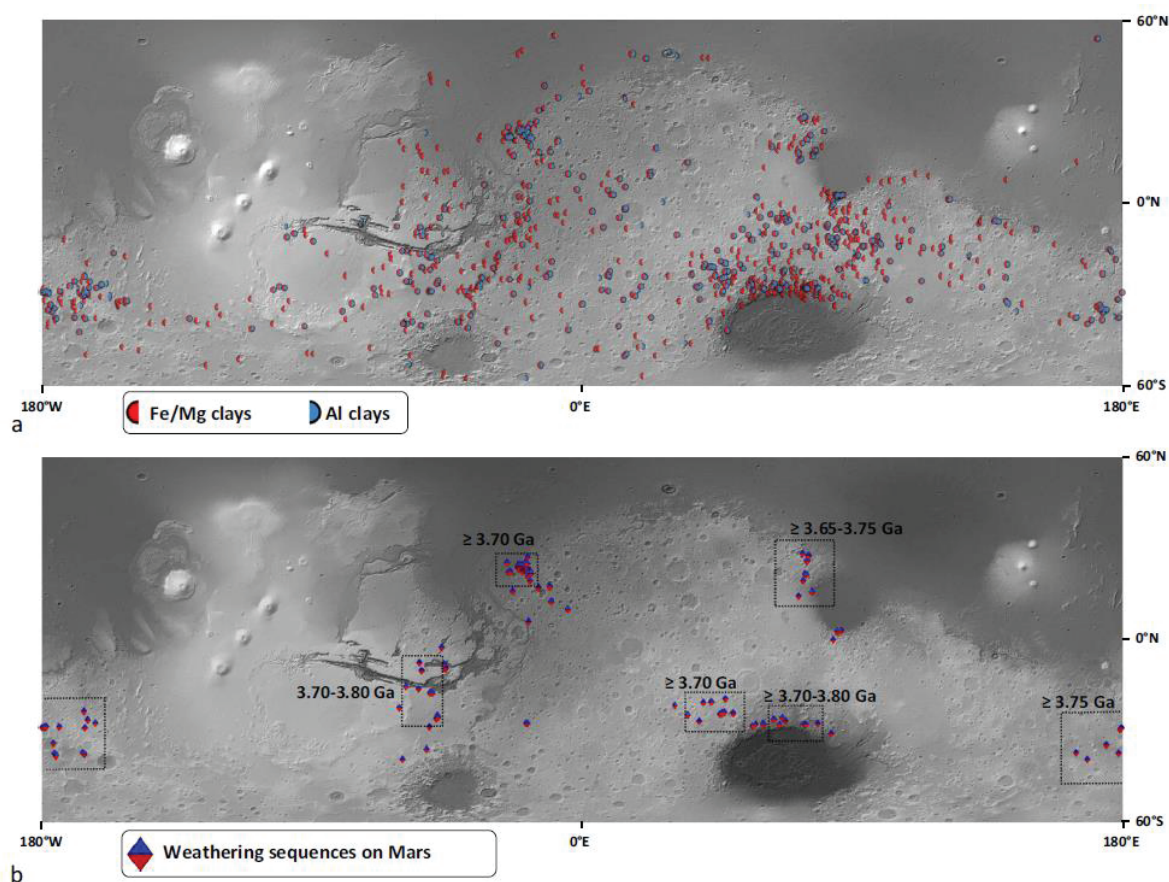 60°N
0°N
60°S
180°W 0°E 180°E
Fe/Mg clays Al clays
a
60°N
≥ 3.70 Ga
≥ 3.65-3.75 Ga
0°N
3.70-3.80 Ga
≥ 3.70 Ga
≥ 3.70-3.80 Ga
≥ 3.75 Ga
60°S
180°W 0°E 180°E
Weathering sequences on Mars
b